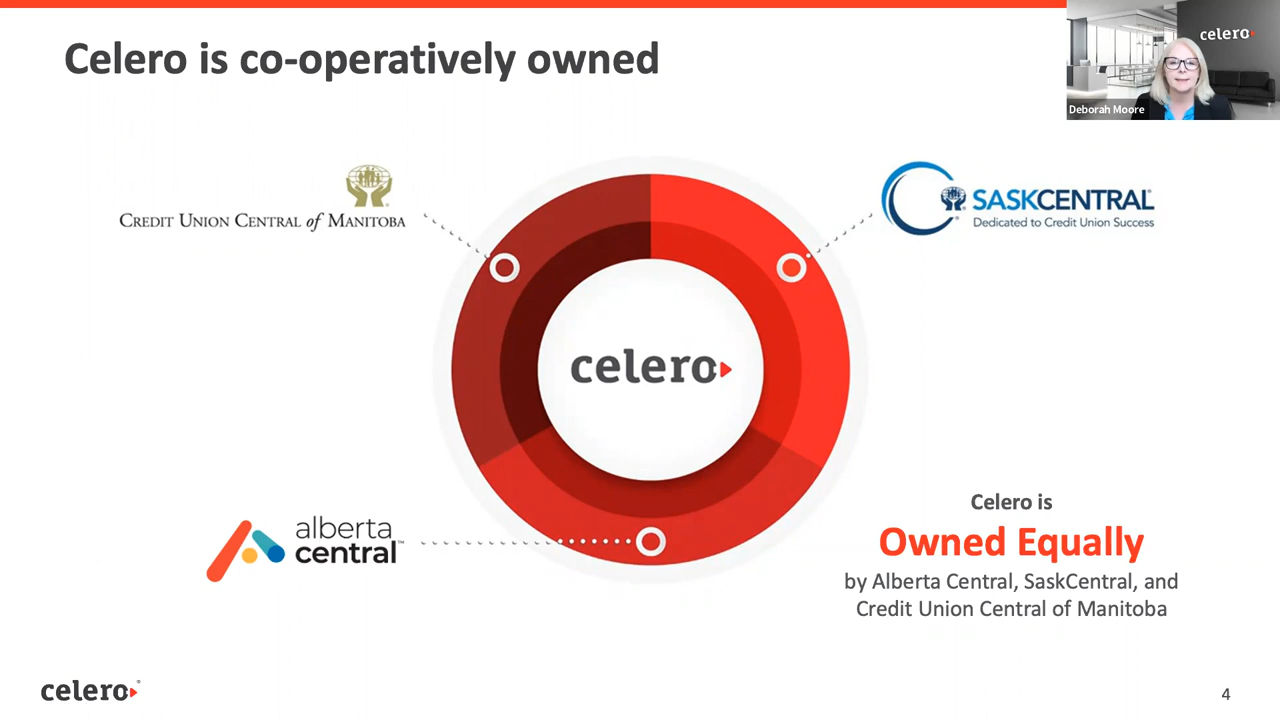 Celero is co-operatively owned
celero
Deborah Moore
CREDIT UNION CENTRAL of MANITOBA
SASKCENTRAL®
Dedicated to Credit Union Success
celero
alberta
central™
Celero is
Owned Equally
by Alberta Central, SaskCentral, and
Credit Union Central of Manitoba
celero
4